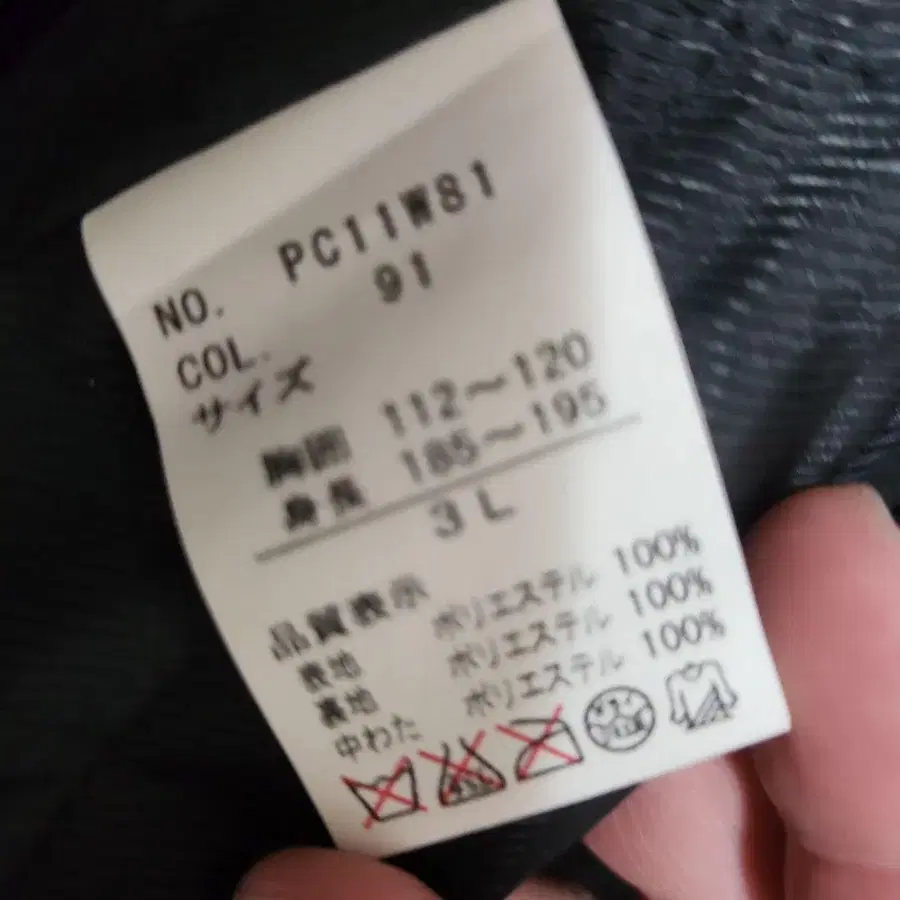 NO. PC11W81
COL. 91
サイズ
胸囲 112～120
身長 185～195
3L
品質表示
表地 ポリエステル 100%
裏地 ポリエステル 100%
中わた ポリエステル 100%